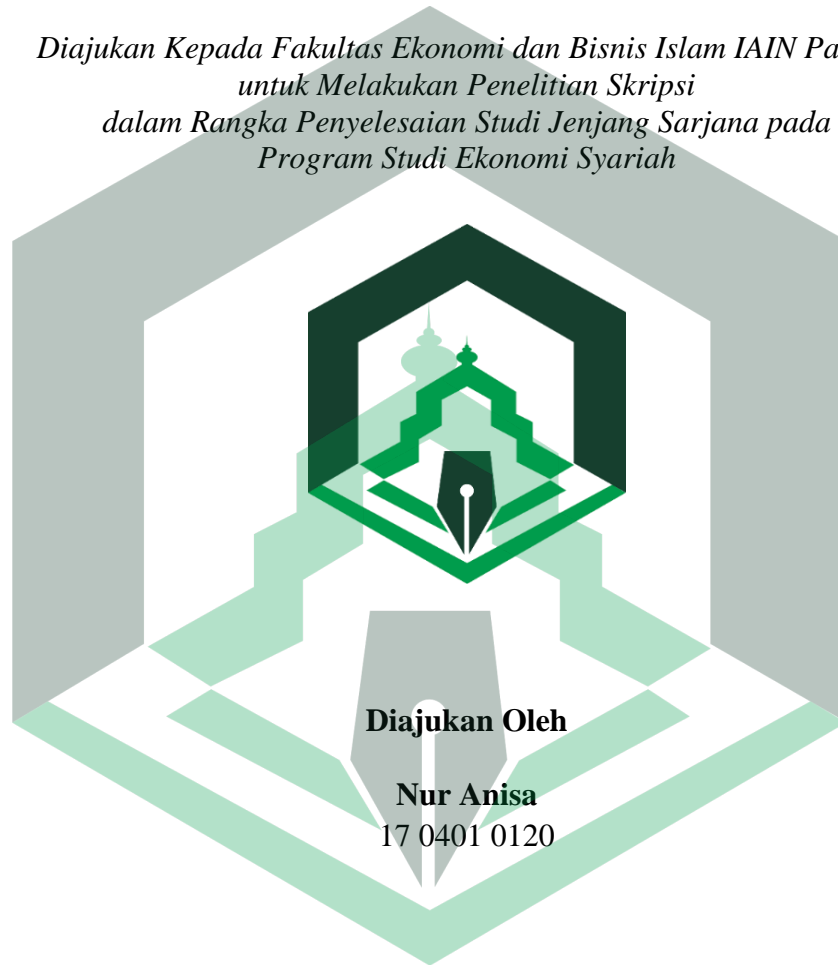 Diajukan Kepada Fakultas Ekonomi dan Bisnis Islam IAIN Pa
untuk Melakukan Penelitian Skripsi
dalam Rangka Penyelesaian Studi Jenjang Sarjana pada
Program Studi Ekonomi Syariah
Diajukan Oleh
Nur Anisa
17 0401 0120